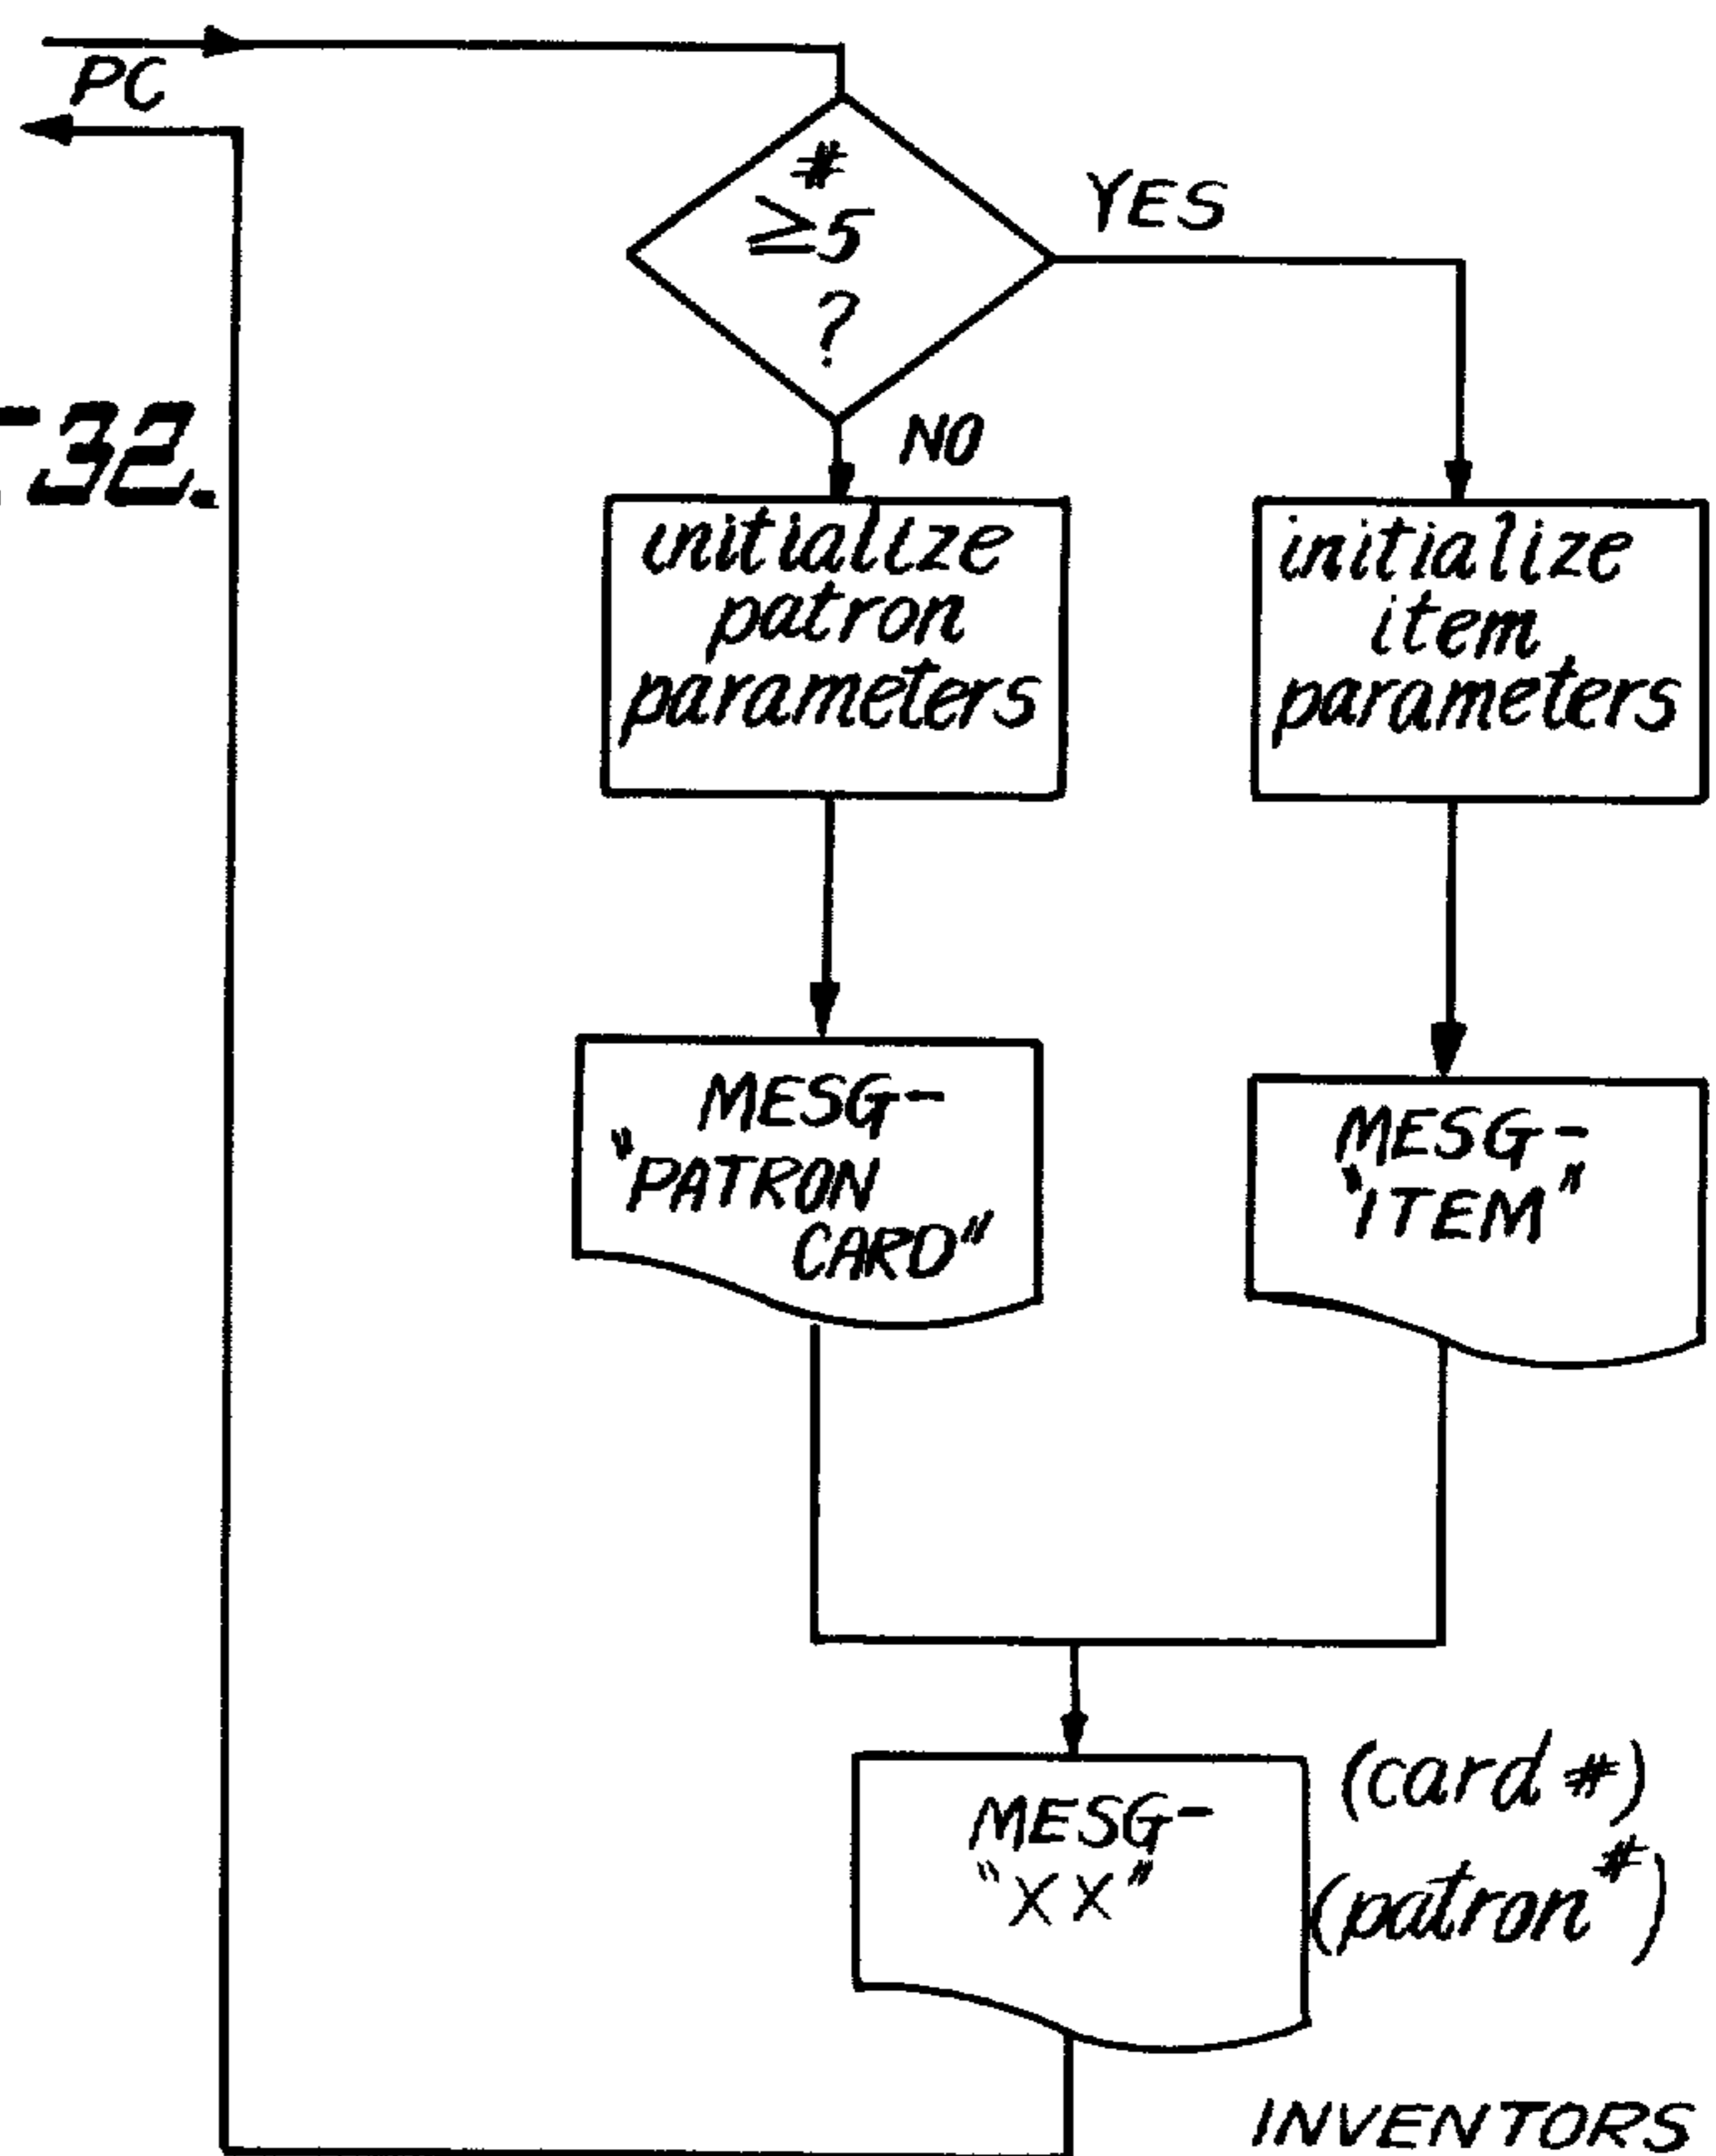 PC
#
≥5
?
YES
NO
32.
initialize
patron
parameters
initialize
item
parameters
MESG-
"PATRON
CARD"
MESG-
"ITEM"
MESG-
"XX"
(card #)
(patron #)
INVENTORS